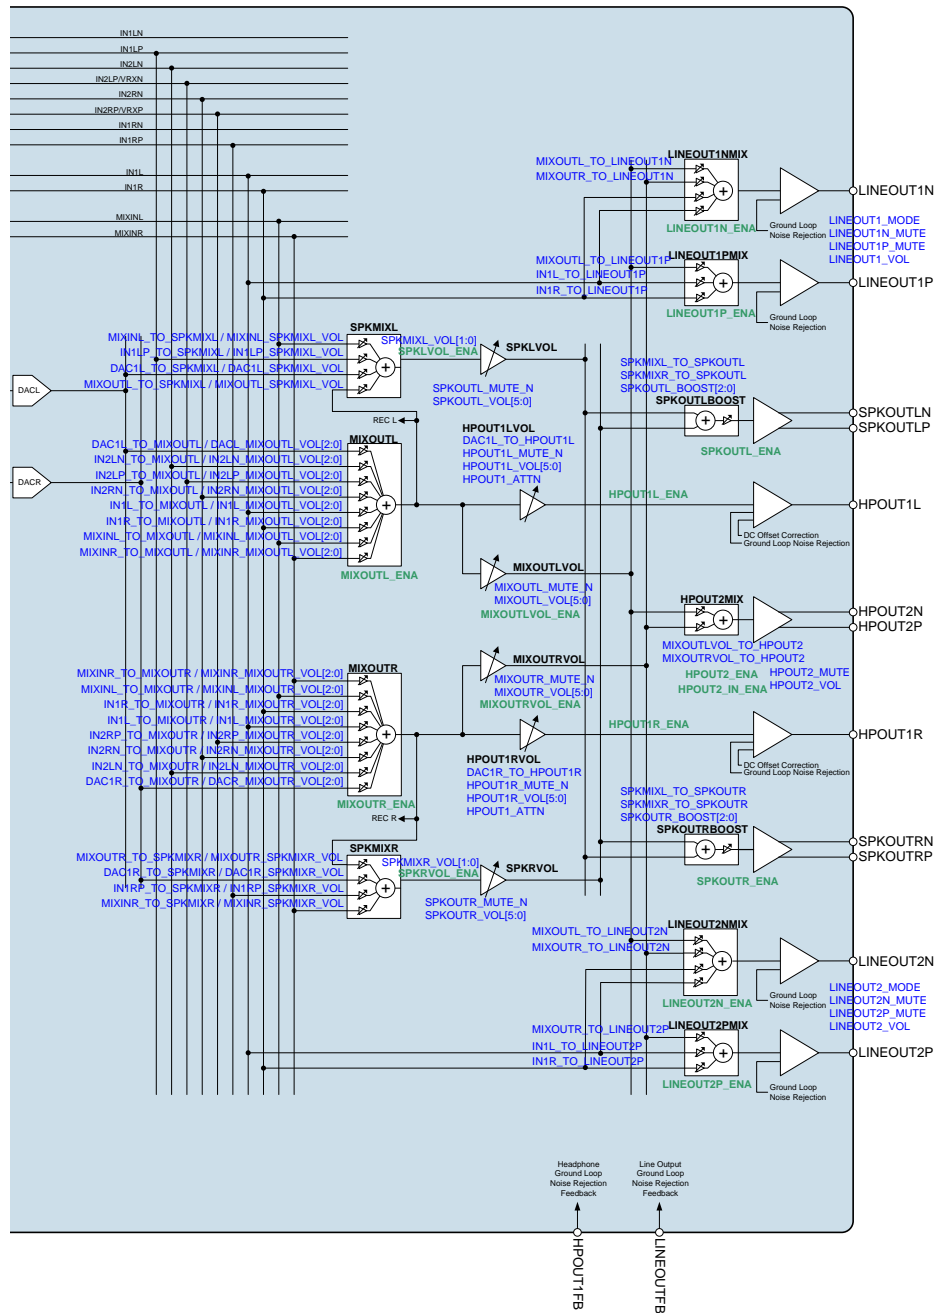 IN1LN
IN1LP
IN2LN
IN2LP/VRXN
IN2RN
IN2RP/VRXP
IN1RN
IN1RP
IN1L
IN1R
MIXINL
MIXINR
LINEOUT1NMIX
MIXOUTL_TO_LINEOUT1N
MIXOUTR_TO_LINEOUT1N
LINEOUT1N
LINEOUT1N_ENA
Ground Loop
Noise Rejection
LINEOUT1_MODE
LINEOUT1N_MUTE
LINEOUT1P_MUTE
LINEOUT1_VOL
MIXOUTL_TO_LINEOUT1P
LINEOUT1PMIX
IN1L_TO_LINEOUT1P
IN1R_TO_LINEOUT1P
LINEOUT1P
LINEOUT1P_ENA
Ground Loop
Noise Rejection
SPKMIXL
MIXINL_TO_SPKMIXL / MIXINL_SPKMIXL_VOL
IN1LP_TO_SPKMIXL / IN1LP_SPKMIXL_VOL
DAC1L_TO_SPKMIXL / DAC1L_SPKMIXL_VOL
MIXOUTL_TO_SPKMIXL / MIXOUTL_SPKMIXL_VOL
SPKMIXL_VOL[1:0]
SPKLVOL_ENA
SPKLVOL
SPKOUTL_MUTE_N
SPKOUTL_VOL[5:0]
SPKMIXL_TO_SPKOUTL
SPKMIXR_TO_SPKOUTL
SPKOUTL_BOOST[2:0]
SPKOUTLBOOST
SPKOUTLN
SPKOUTLP
SPKOUTL_ENA
DACL
REC L
MIXOUTL
DAC1L_TO_MIXOUTL / DACL_MIXOUTL_VOL[2:0]
IN2LN_TO_MIXOUTL / IN2LN_MIXOUTL_VOL[2:0]
IN2LP_TO_MIXOUTL / IN2LP_MIXOUTL_VOL[2:0]
IN2RN_TO_MIXOUTL / IN2RN_MIXOUTL_VOL[2:0]
IN1L_TO_MIXOUTL / IN1L_MIXOUTL_VOL[2:0]
IN1R_TO_MIXOUTL / IN1R_MIXOUTL_VOL[2:0]
MIXINL_TO_MIXOUTL / MIXINL_MIXOUTL_VOL[2:0]
MIXINR_TO_MIXOUTL / MIXINR_MIXOUTL_VOL[2:0]
MIXOUTL_ENA
DACR
HPOUT1LVOL
DAC1L_TO_HPOUT1L
HPOUT1L_MUTE_N
HPOUT1L_VOL[5:0]
HPOUT1_ATTN
HPOUT1L_ENA
HPOUT1L
DC Offset Correction
Ground Loop Noise Rejection
MIXOUTLVOL
MIXOUTL_MUTE_N
MIXOUTL_VOL[5:0]
MIXOUTLVOL_ENA
HPOUT2MIX
HPOUT2N
HPOUT2P
MIXOUTLVOL_TO_HPOUT2
MIXOUTRVOL_TO_HPOUT2
HPOUT2_ENA
HPOUT2_IN_ENA
HPOUT2_MUTE
HPOUT2_VOL
MIXOUTRVOL
MIXOUTR_MUTE_N
MIXOUTR_VOL[5:0]
MIXOUTRVOL_ENA
MIXOUTR
MIXINR_TO_MIXOUTR / MIXINR_MIXOUTR_VOL[2:0]
MIXINL_TO_MIXOUTR / MIXINL_MIXOUTR_VOL[2:0]
IN1R_TO_MIXOUTR / IN1R_MIXOUTR_VOL[2:0]
IN1L_TO_MIXOUTR / IN1L_MIXOUTR_VOL[2:0]
IN2RP_TO_MIXOUTR / IN2RP_MIXOUTR_VOL[2:0]
IN2RN_TO_MIXOUTR / IN2RN_MIXOUTR_VOL[2:0]
IN2LN_TO_MIXOUTR / IN2LN_MIXOUTR_VOL[2:0]
DAC1R_TO_MIXOUTR / DACR_MIXOUTR_VOL[2:0]
MIXOUTR_ENA
HPOUT1R_ENA
HPOUT1R
DC Offset Correction
Ground Loop Noise Rejection
HPOUT1RVOL
DAC1R_TO_HPOUT1R
HPOUT1R_MUTE_N
HPOUT1R_VOL[5:0]
HPOUT1_ATTN
REC R
SPKMIXL_TO_SPKOUTR
SPKMIXR_TO_SPKOUTR
SPKOUTR_BOOST[2:0]
SPKOUTRBOOST
SPKOUTRN
SPKOUTRP
SPKOUTR_ENA
SPKMIXR
MIXOUTR_TO_SPKMIXR / MIXOUTR_SPKMIXR_VOL
DAC1R_TO_SPKMIXR / DAC1R_SPKMIXR_VOL
IN1RP_TO_SPKMIXR / IN1RP_SPKMIXR_VOL
MIXINR_TO_SPKMIXR / MIXINR_SPKMIXR_VOL
SPKMIXR_VOL[1:0]
SPKRVOL_ENA
SPKRVOL
SPKOUTR_MUTE_N
SPKOUTR_VOL[5:0]
LINEOUT2NMIX
MIXOUTL_TO_LINEOUT2N
MIXOUTR_TO_LINEOUT2N
LINEOUT2N
LINEOUT2N_ENA
Ground Loop
Noise Rejection
LINEOUT2_MODE
LINEOUT2N_MUTE
LINEOUT2P_MUTE
LINEOUT2_VOL
MIXOUTR_TO_LINEOUT2P
LINEOUT2PMIX
IN1L_TO_LINEOUT2P
IN1R_TO_LINEOUT2P
LINEOUT2P
LINEOUT2P_ENA
Ground Loop
Noise Rejection
Headphone
Ground Loop
Noise Rejection
Feedback
Line Output
Ground Loop
Noise Rejection
Feedback
HPOUT1FB
LINEOUTFB